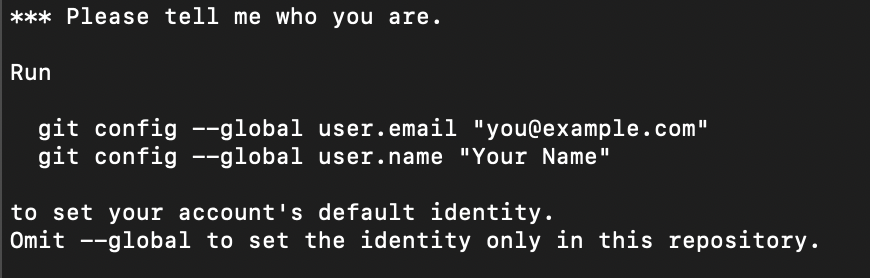 *** Please tell me who you are.
Run
git config --global user.email "you@example.com"
git config --global user.name "Your Name"
to set your account's default identity.
Omit --global to set the identity only in this repository.